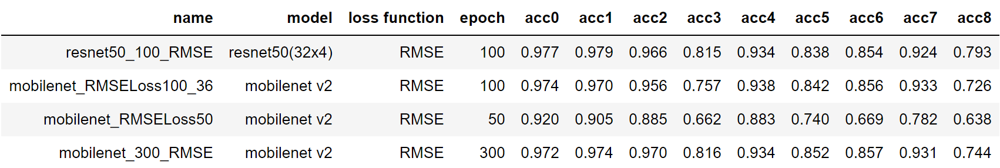 name model loss function epoch acc0 acc1 acc2 acc3 acc4 acc5 acc6 acc7 acc8
resnet50_100_RMSE resnet50(32x4) RMSE 100 0.977 0.979 0.966 0.815 0.934 0.838 0.854 0.924 0.793
mobilenet_RMSELoss100_36 mobilenet v2 RMSE 100 0.974 0.970 0.956 0.757 0.938 0.842 0.856 0.933 0.726
mobilenet_RMSELoss50 mobilenet v2 RMSE 50 0.920 0.905 0.885 0.662 0.883 0.740 0.669 0.782 0.638
mobilenet_300_RMSE mobilenet v2 RMSE 300 0.972 0.974 0.970 0.816 0.934 0.852 0.857 0.931 0.744